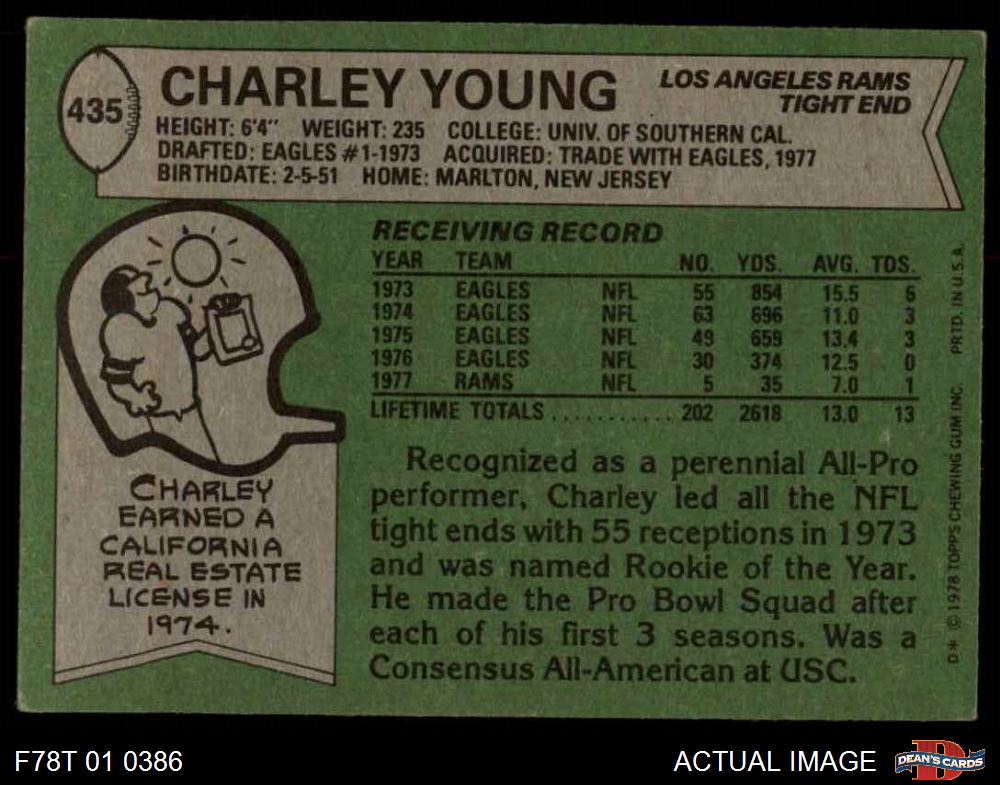 435
CHARLEY YOUNG
LOS ANGELES RAMS
TIGHT END
HEIGHT: 6'4" WEIGHT: 235 COLLEGE: UNIV. OF SOUTHERN CAL.
DRAFTED: EAGLES #1-1973 ACQUIRED: TRADE WITH EAGLES, 1977
BIRTHDATE: 2-5-51 HOME: MARLTON, NEW JERSEY
RECEIVING RECORD
YEAR TEAM NO. YDS. AVG. TDS.
1973 EAGLES NFL 55 854 15.5 6
1974 EAGLES NFL 63 696 11.0 3
1975 EAGLES NFL 49 659 13.4 3
1976 EAGLES NFL 30 374 12.5 0
1977 RAMS NFL 5 35 7.0 1
LIFETIME TOTALS ........... 202 2618 13.0 13
CHARLEY
EARNED A
CALIFORNIA
REAL ESTATE
LICENSE IN
1974.
Recognized as a perennial All-Pro
performer, Charley led all the NFL
tight ends with 55 receptions in 1973
and was named Rookie of the Year.
He made the Pro Bowl Squad after
each of his first 3 seasons. Was a
Consensus All-American at USC.
D* © 1978 TOPPS CHEWING GUM INC. PRTD. IN U.S.A.
F78T 01 0386
ACTUAL IMAGE
DEAN'S CARDS